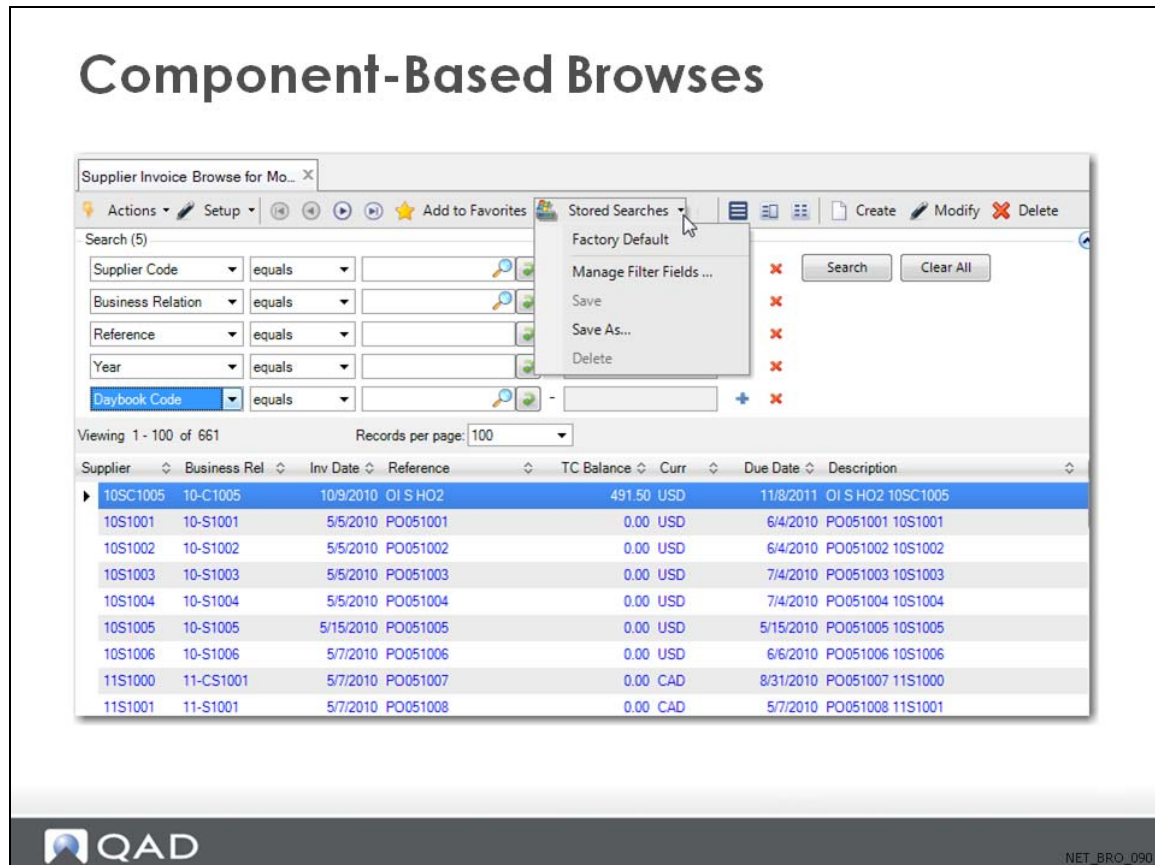 Component-Based Browses
Supplier Invoice Browse for Mo...
Actions Setup Add to Favorites Stored Searches Create Modify Delete
Search (5)
Factory Default
Supplier Code equals Search Clear All
Manage Filter Fields ...
Business Relation equals
Save
Reference equals
Save As...
Year equals
Delete
Daybook Code equals -
Viewing 1 - 100 of 661 Records per page: 100
Supplier Business Rel Inv Date Reference TC Balance Curr Due Date Description
10SC1005 10-C1005 10/9/2010 OI S HO2 491.50 USD 11/8/2011 OI S HO2 10SC1005
10S1001 10-S1001 5/5/2010 PO051001 0.00 USD 6/4/2010 PO051001 10S1001
10S1002 10-S1002 5/5/2010 PO051002 0.00 USD 6/4/2010 PO051002 10S1002
10S1003 10-S1003 5/5/2010 PO051003 0.00 USD 7/4/2010 PO051003 10S1003
10S1004 10-S1004 5/5/2010 PO051004 0.00 USD 7/4/2010 PO051004 10S1004
10S1005 10-S1005 5/15/2010 PO051005 0.00 USD 5/15/2010 PO051005 10S1005
10S1006 10-S1006 5/7/2010 PO051006 0.00 USD 6/6/2010 PO051006 10S1006
11S1000 11-CS1001 5/7/2010 PO051007 0.00 CAD 8/31/2010 PO051007 11S1000
11S1001 11-S1001 5/7/2010 PO051008 0.00 CAD 5/7/2010 PO051008 11S1001
QAD
NET_BRO_090